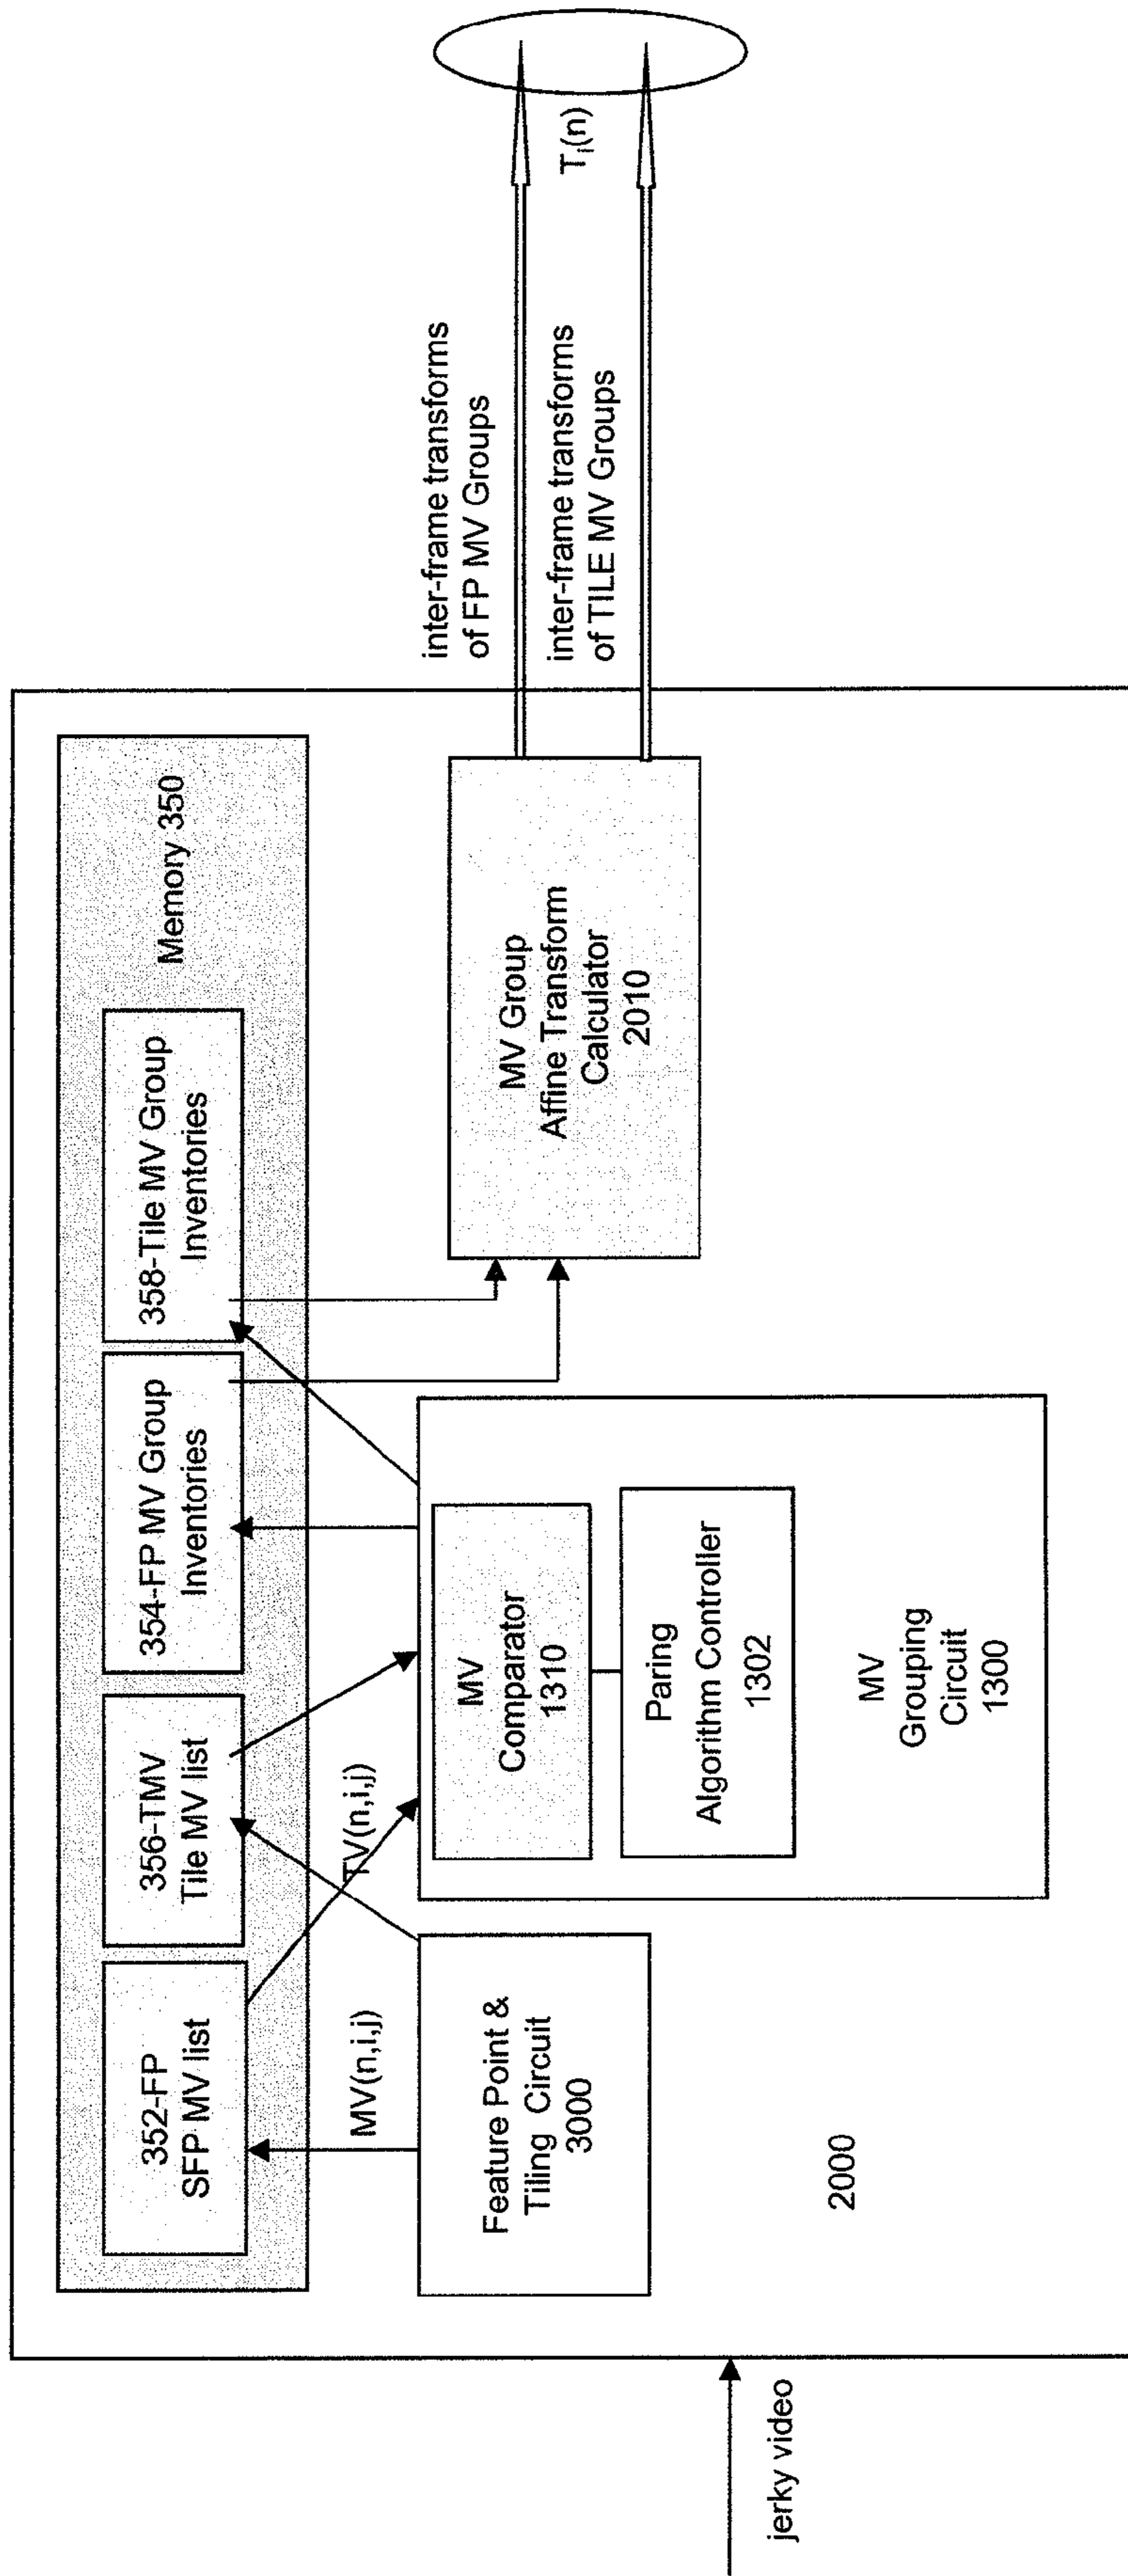 Memory 350
352-FP
SFP MV list
356-TMV
Tile MV list
354-FP MV Group
Inventories
358-Tile MV Group
Inventories
MV(n,i,j)
TV(n,i,j)
Feature Point &
Tiling Circuit
3000
MV
Comparator
1310
Paring
Algorithm Controller
1302
MV
Grouping
Circuit
1300
MV Group
Affine Transform
Calculator
2010
inter-frame transforms
of FP MV Groups
inter-frame transforms
of TILE MV Groups
Ti(n)
2000
jerky video